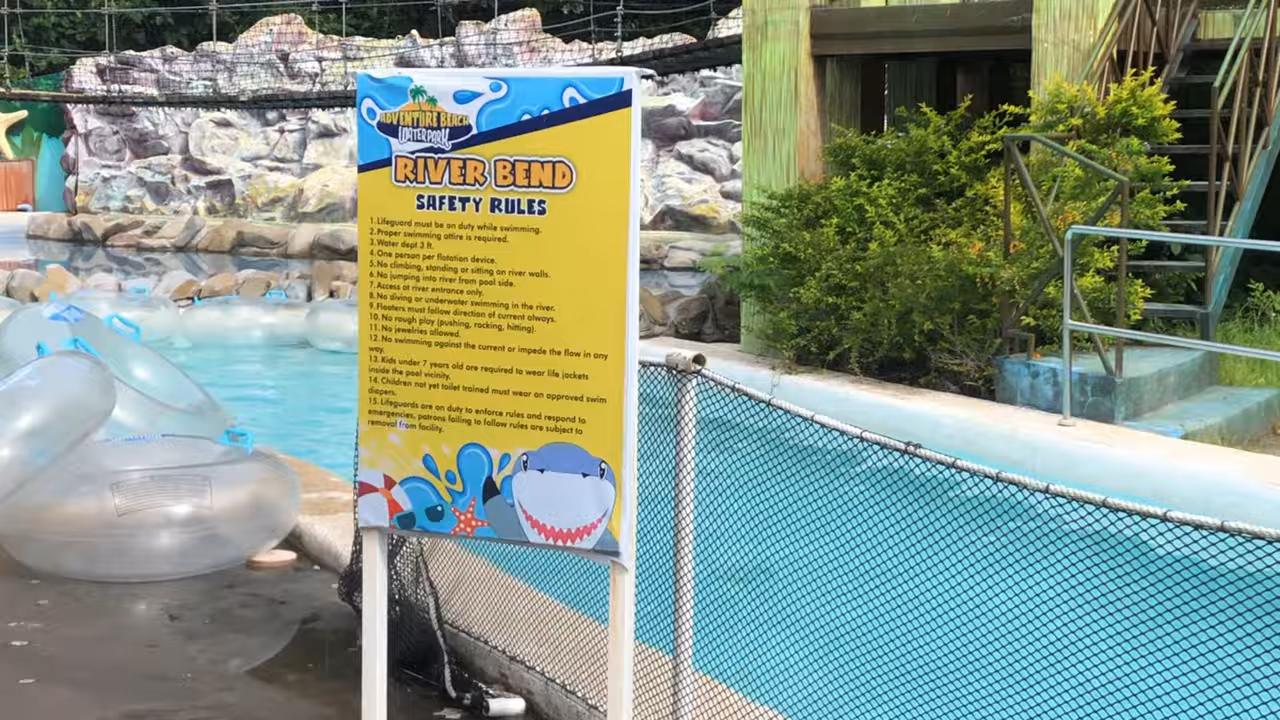 ADVENTURE BEACH
WATERPARK
RIVER BEND
SAFETY RULES
1. Lifeguard must be on duty while swimming.
2. Proper swimming attire is required.
3. Water dept 3 ft.
4. One person per flotation device.
5. No climbing, standing or sitting on river walls.
6. No jumping into river from pool side.
7. Access at river entrance only.
8. No diving or underwater swimming in the river.
9. Floaters must follow direction of current always.
10. No rough play (pushing, rocking, hitting).
11. No jewelries allowed.
12. No swimming against the current or impede the flow in any
way.
13. Kids under 7 years old are required to wear life jackets
inside the pool vicinity.
14. Children not yet toilet trained must wear an approved swim
diapers.
15. Lifeguards are on duty to enforce rules and respond to
emergencies, patrons failing to follow rules are subject to
removal from facility.